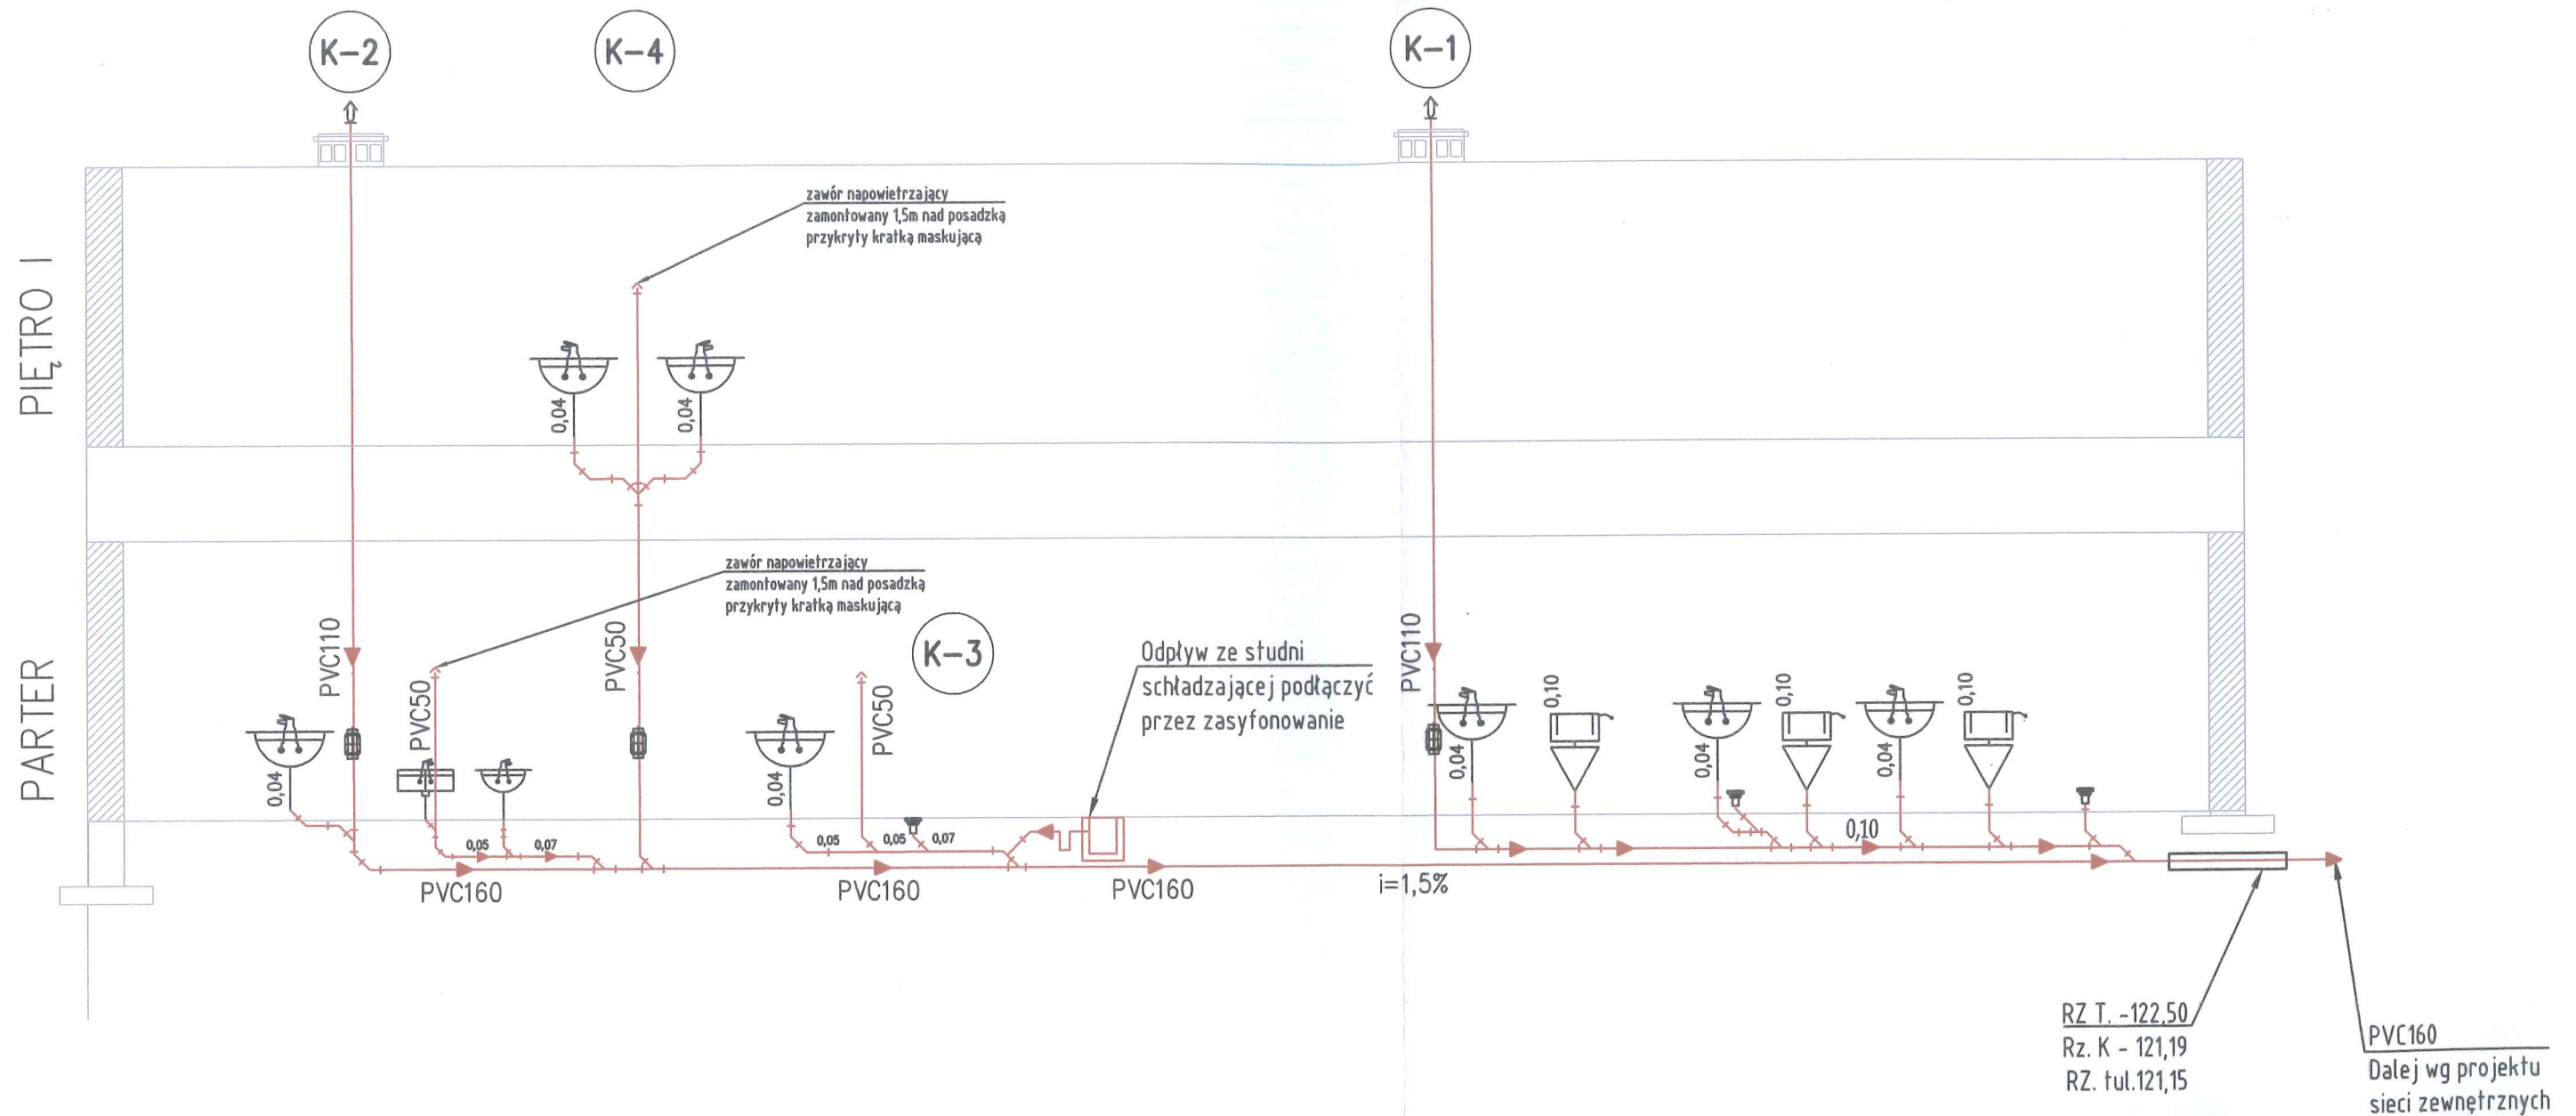 K-2
K-4
K-1
PIĘTRO I
zawór napowietrzający
zamontowany 1,5m nad posadzką
przykryty kratką maskującą
0,04
0,04
PARTER
zawór napowietrzający
zamontowany 1,5m nad posadzką
przykryty kratką maskującą
K-3
PVC110
PVC50
PVC50
PVC50
PVC110
Odpływ ze studni
schładzającej podłączyć
przez zasyfonowanie
0,10
0,10
0,10
0,04
0,04
0,04
0,04
0,04
0,05
0,07
0,05
0,05
0,07
0,10
PVC160
PVC160
PVC160
i=1,5%
RZ T. -122,50
Rz. K - 121,19
RZ. tul.121,15
PVC160
Dalej wg projektu
sieci zewnętrznych